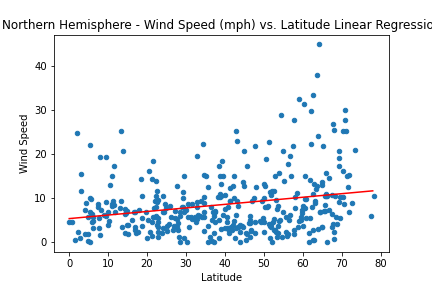 Northern Hemisphere - Wind Speed (mph) vs. Latitude Linear Regressio
40
30
20
10
0
Wind Speed
0 10 20 30 40 50 60 70 80
Latitude